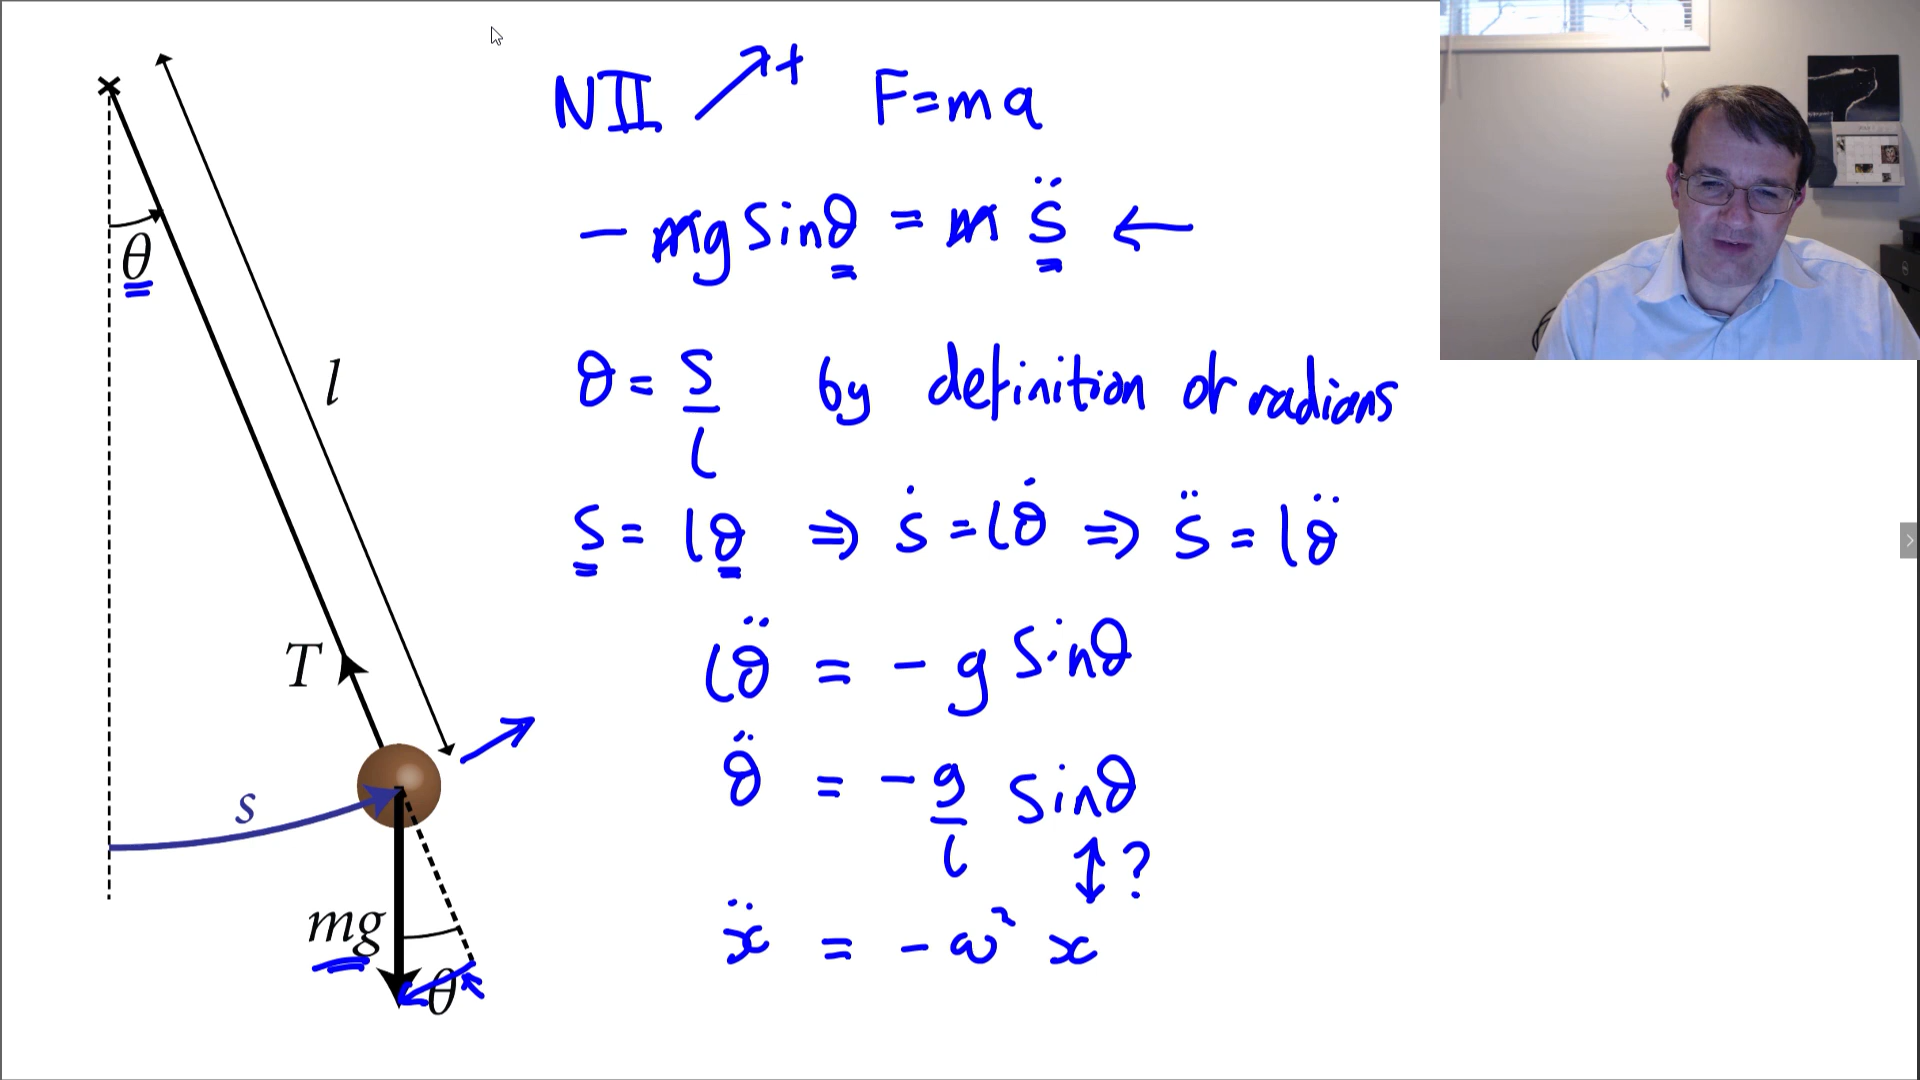 NII ↗+ F=ma
- mg sinθ = m s̈ ←
θ = s/l by definition of radians
s = lθ ⇒ ṡ = lθ̇ ⇒ s̈ = lθ̈
lθ̈ = - g sinθ
θ̈ = - g/l sinθ
↕?
ẍ = - ω² x
θ
l
T
s
mg
θ